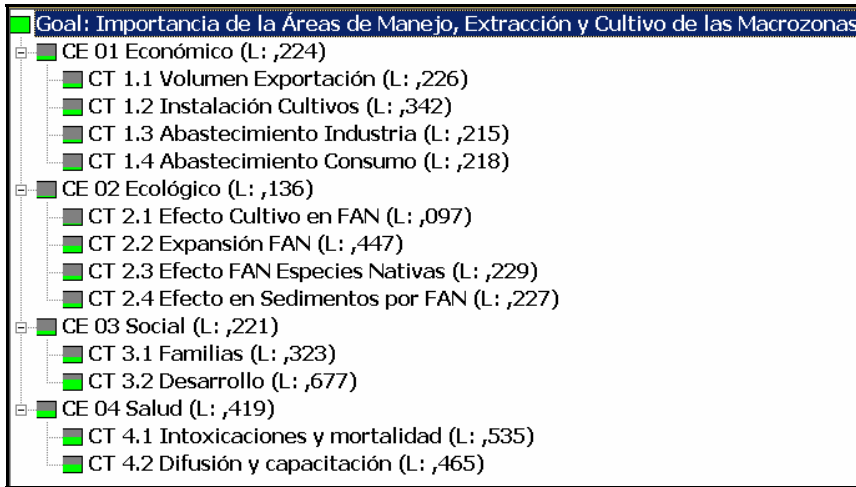 Goal: Importancia de la Áreas de Manejo, Extracción y Cultivo de las Macrozonas
CE 01 Económico (L: ,224)
CT 1.1 Volumen Exportación (L: ,226)
CT 1.2 Instalación Cultivos (L: ,342)
CT 1.3 Abastecimiento Industria (L: ,215)
CT 1.4 Abastecimiento Consumo (L: ,218)
CE 02 Ecológico (L: ,136)
CT 2.1 Efecto Cultivo en FAN (L: ,097)
CT 2.2 Expansión FAN (L: ,447)
CT 2.3 Efecto FAN Especies Nativas (L: ,229)
CT 2.4 Efecto en Sedimentos por FAN (L: ,227)
CE 03 Social (L: ,221)
CT 3.1 Familias (L: ,323)
CT 3.2 Desarrollo (L: ,677)
CE 04 Salud (L: ,419)
CT 4.1 Intoxicaciones y mortalidad (L: ,535)
CT 4.2 Difusión y capacitación (L: ,465)